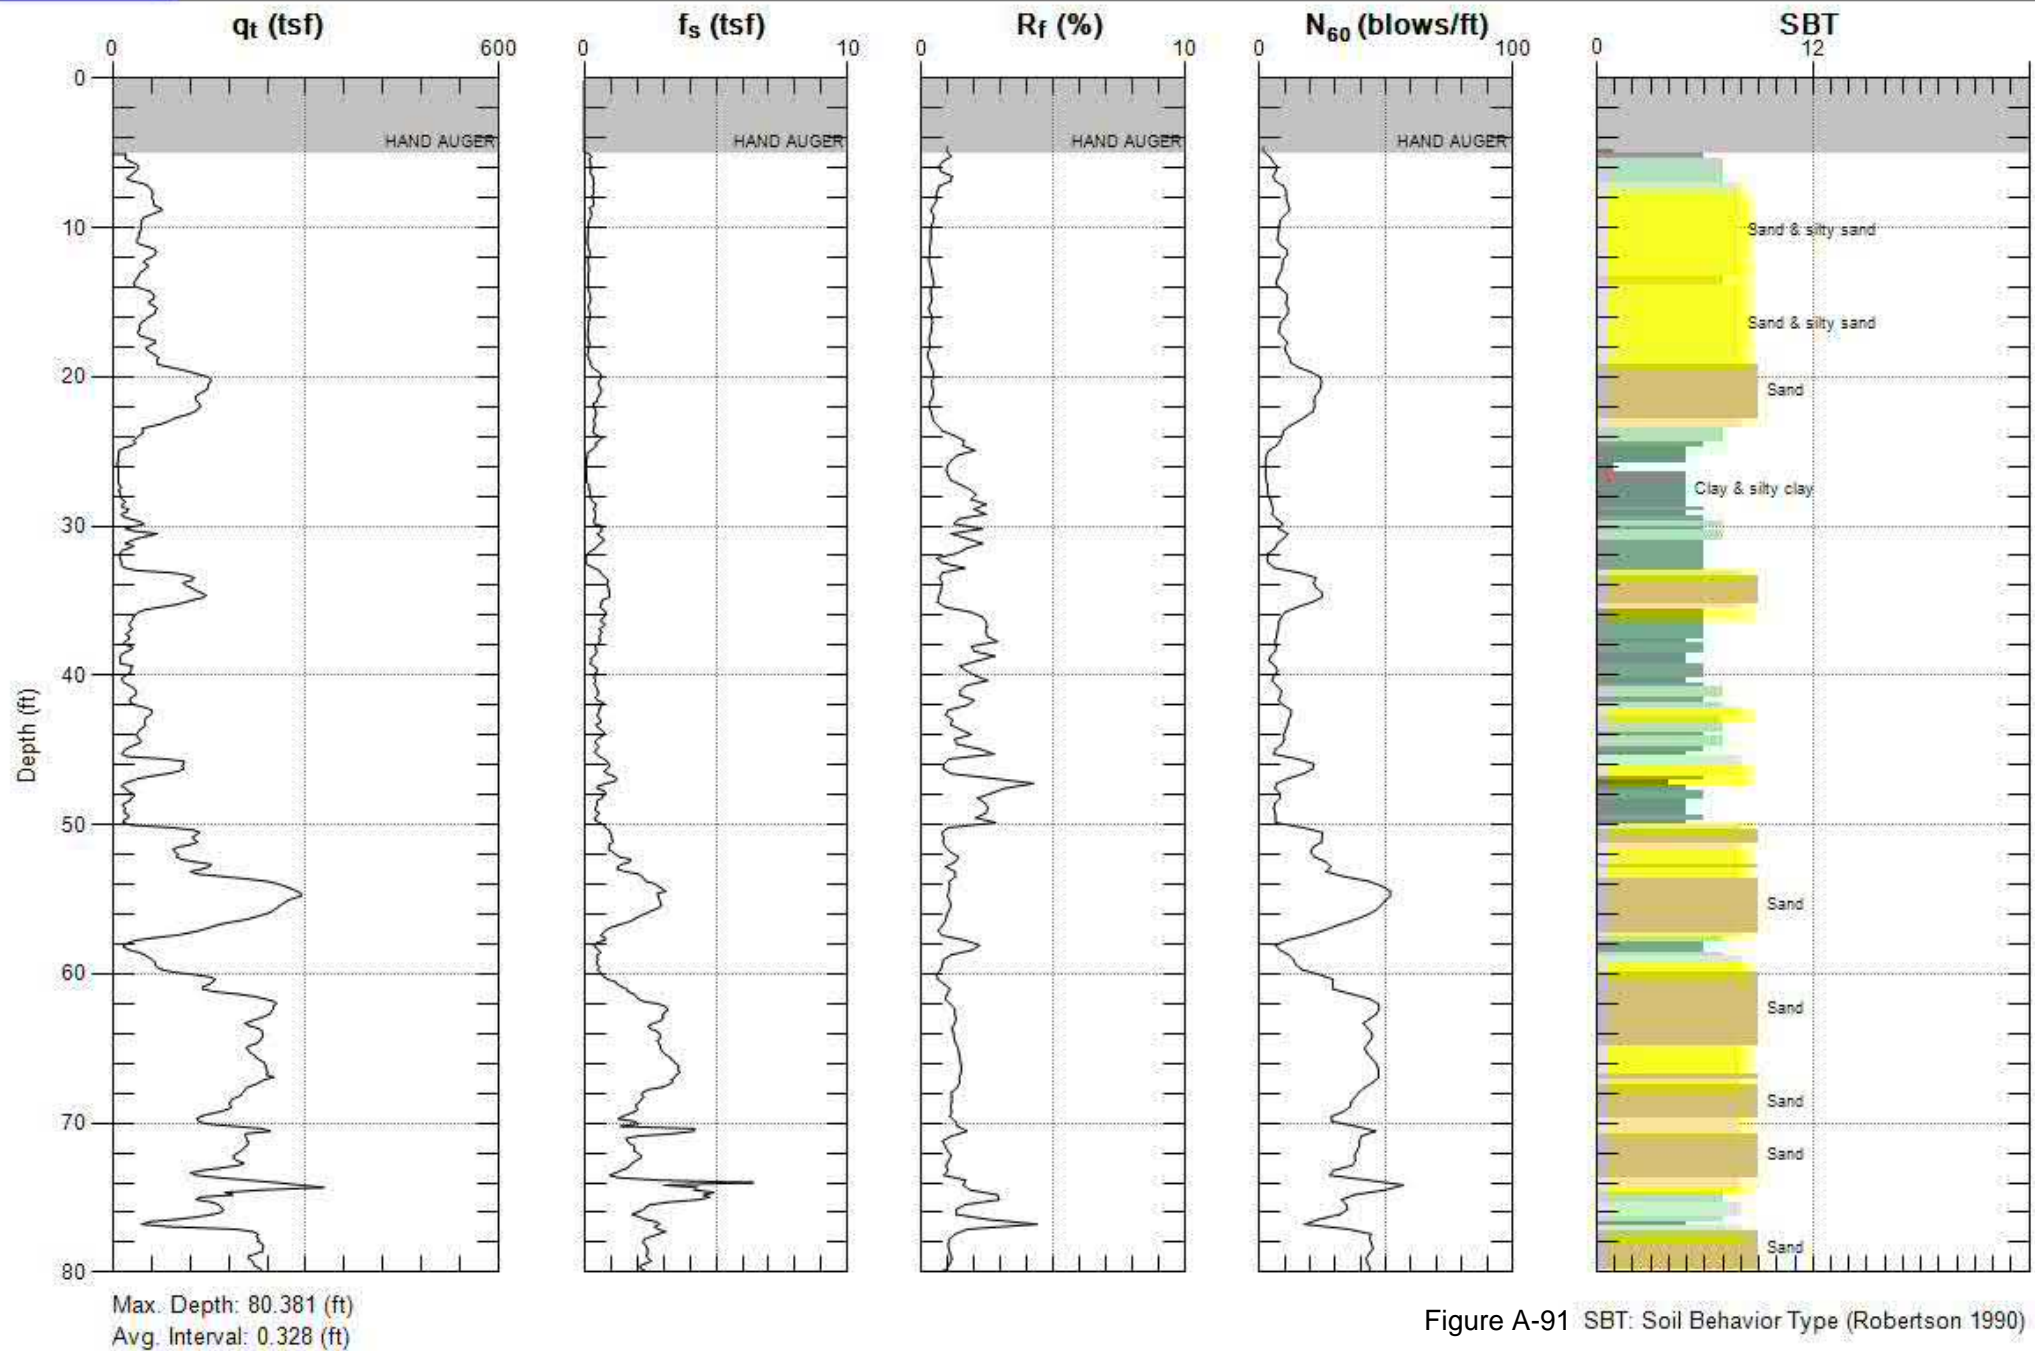 qt (tsf) fs (tsf) Rf (%) N60 (blows/ft) SBT
0 600 0 10 0 10 0 100 0 12
0
HAND AUGER HAND AUGER HAND AUGER HAND AUGER
10
Sand & silty sand
Sand & silty sand
20
Sand
Clay & silty clay
30
40
Depth (ft)
50
Sand
60
Sand
70
Sand
Sand
Sand
80
Max. Depth: 80.381 (ft)
Avg. Interval: 0.328 (ft)
Figure A-91 SBT: Soil Behavior Type (Robertson 1990)